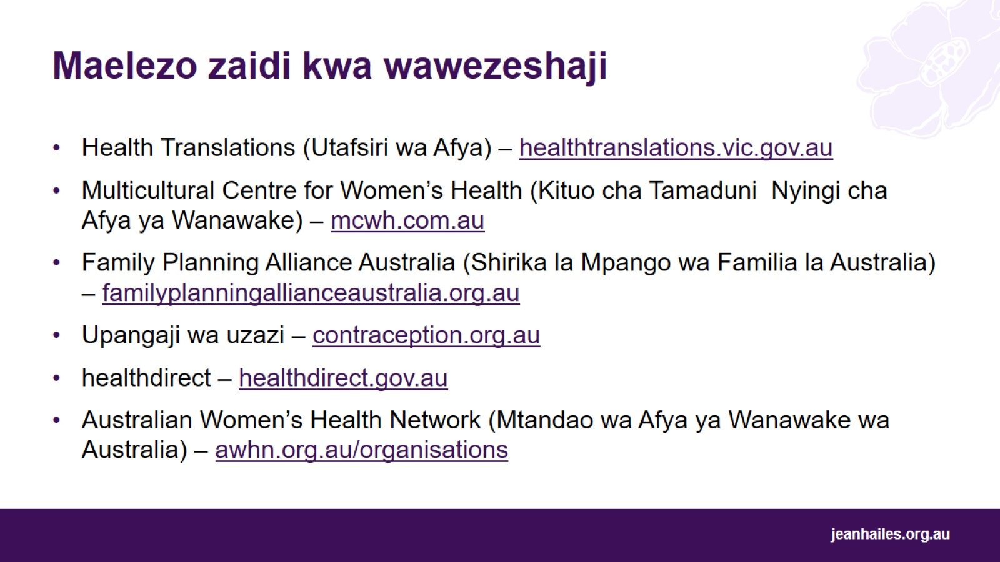 Maelezo zaidi kwa wawezeshaji
• Health Translations (Utafsiri wa Afya) – healthtranslations.vic.gov.au
• Multicultural Centre for Women’s Health (Kituo cha Tamaduni  Nyingi cha
Afya ya Wanawake) – mcwh.com.au
• Family Planning Alliance Australia (Shirika la Mpango wa Familia la Australia)
– familyplanningallianceaustralia.org.au
• Upangaji wa uzazi – contraception.org.au
• healthdirect – healthdirect.gov.au
• Australian Women’s Health Network (Mtandao wa Afya ya Wanawake wa
Australia) – awhn.org.au/organisations
jeanhailes.org.au